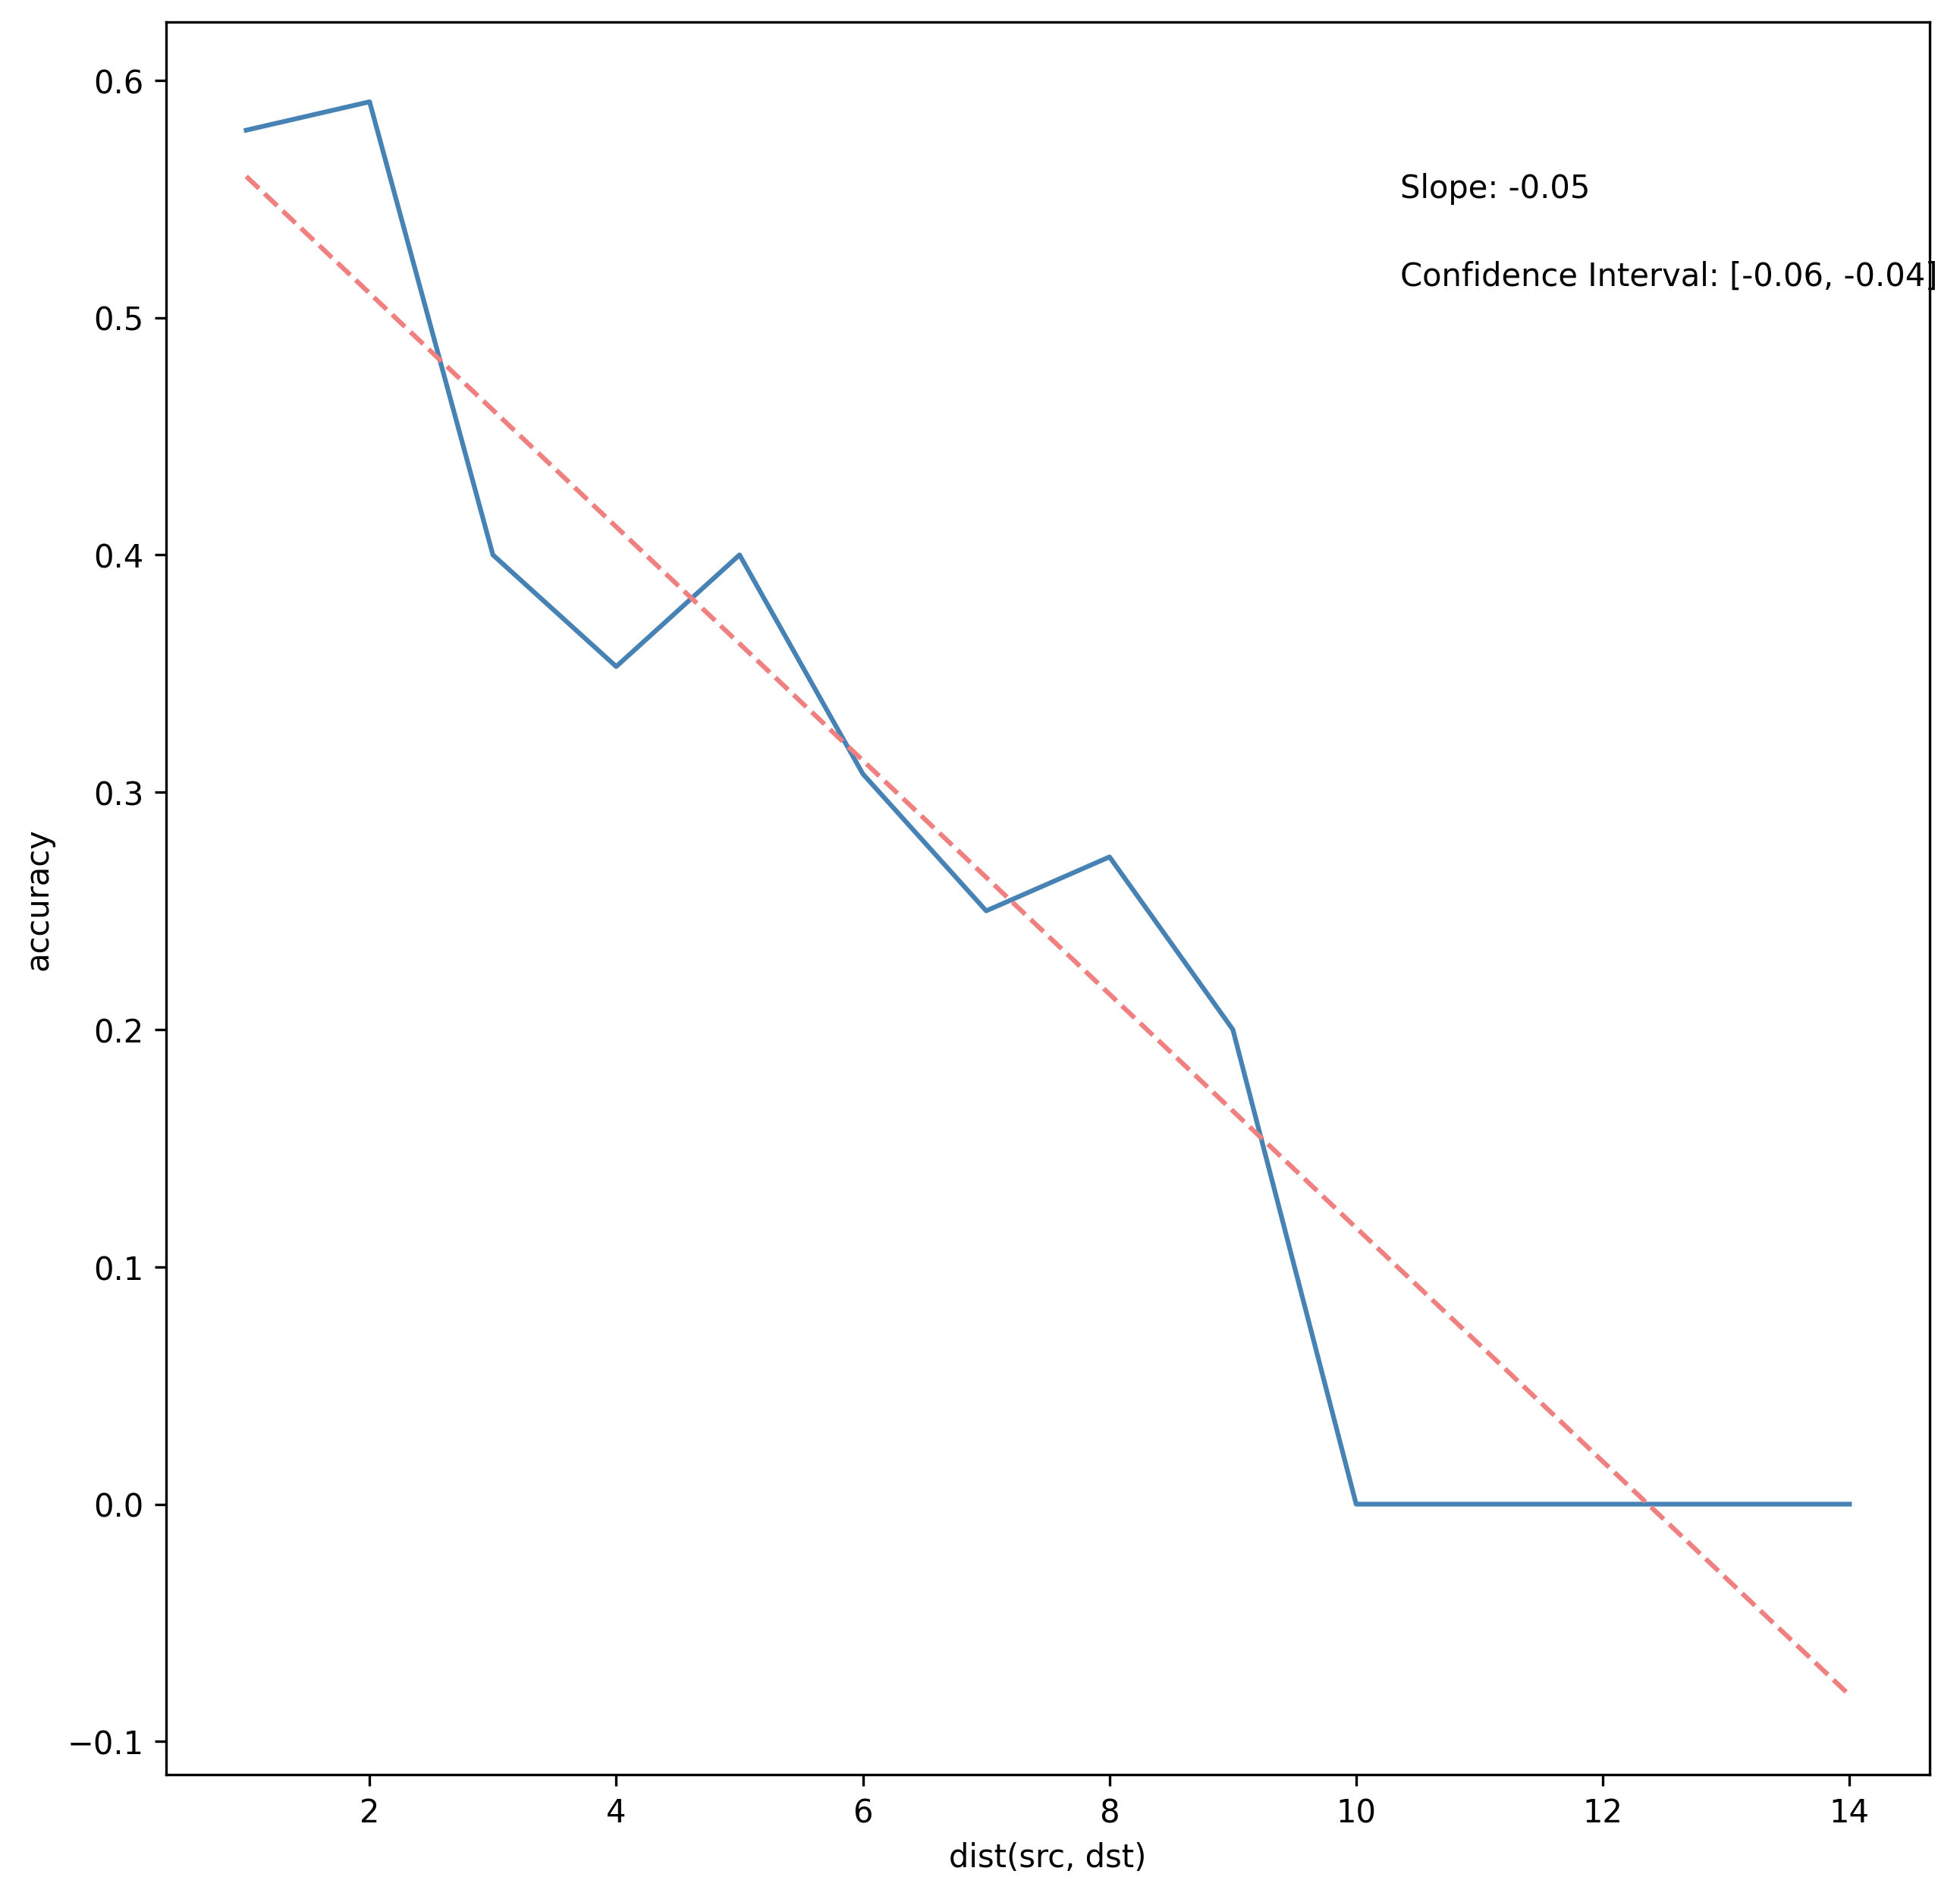 0.6
Slope: -0.05
Confidence Interval: [-0.06, -0.04]
0.5
0.4
0.3
accuracy
0.2
0.1
0.0
−0.1
2 4 6 8 10 12 14
dist(src, dst)